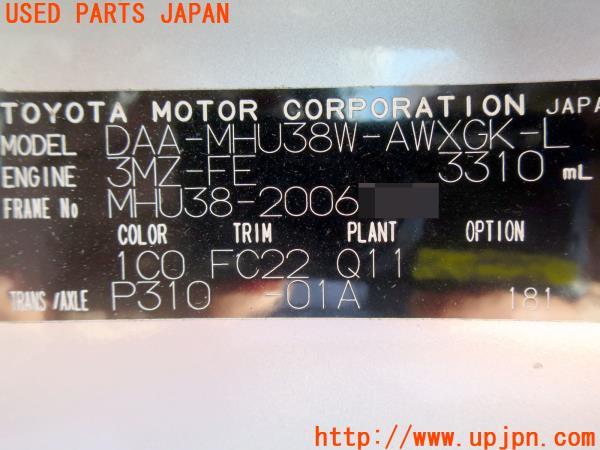 USED PARTS JAPAN
TOYOTA MOTOR CORPORATION JAPA
MODEL DAA-MHU38W-AWXGK-L
ENGINE 3MZ-FE 3310 mL
FRAME No MHU38-2006
COLOR TRIM PLANT OPTION
1C0 FC22 Q11
TRANS/AXLE P310 -01A 181
http://www.upjpn.com